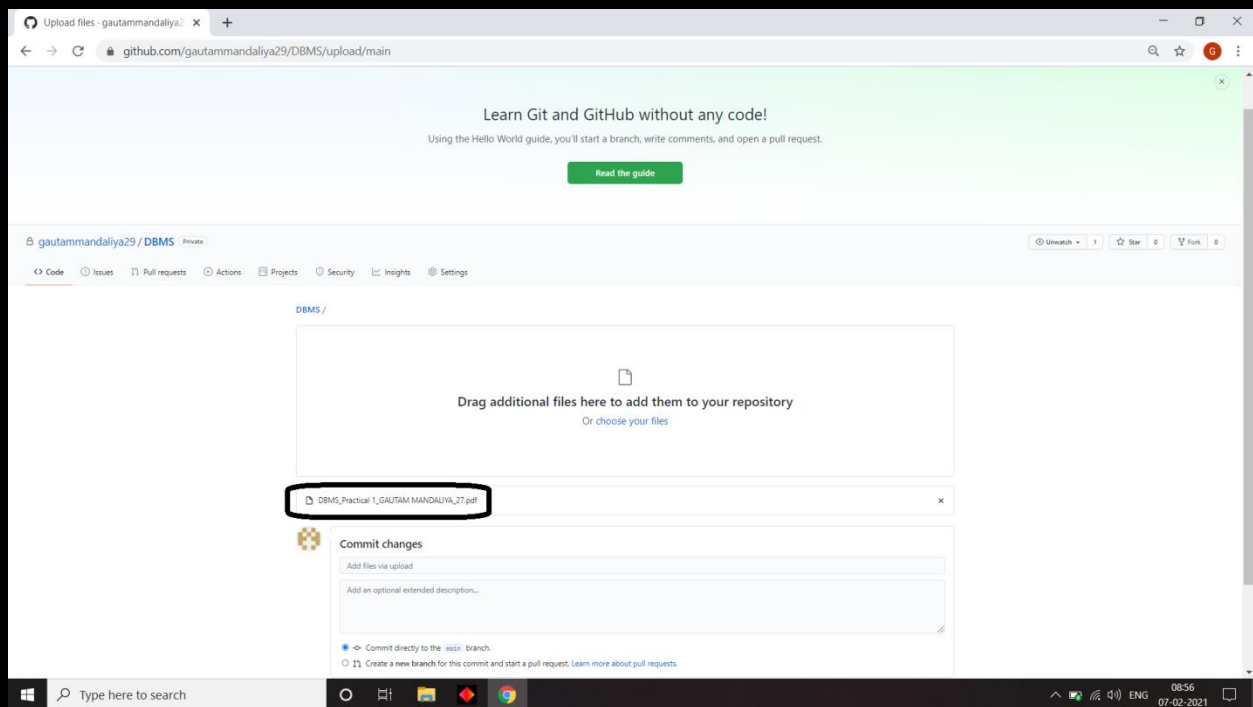 Upload files · gautammandaliya2
github.com/gautammandaliya29/DBMS/upload/main
G
Learn Git and GitHub without any code!
Using the Hello World guide, you'll start a branch, write comments, and open a pull request.
Read the guide
gautammandaliya29 / DBMS Private
Unwatch 1 Star 0 Fork 0
Code Issues Pull requests Actions Projects Security Insights Settings
DBMS /
Drag additional files here to add them to your repository
Or choose your files
DBMS_Practical 1_GAUTAM MANDALIYA_27.pdf
Commit changes
Add files via upload
Add an optional extended description...
Commit directly to the main branch.
Create a new branch for this commit and start a pull request. Learn more about pull requests.
Type here to search
ENG
08:56
07-02-2021